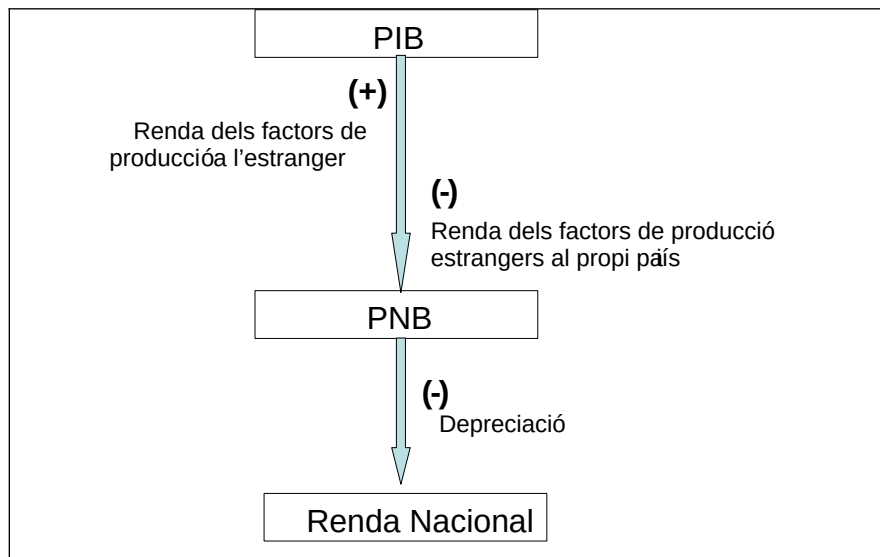 PIB
(+)
Renda dels factors de
produccióa l’estranger
(-)
Renda dels factors de producció
estrangers al propi país
PNB
(-)
Depreciació
Renda Nacional